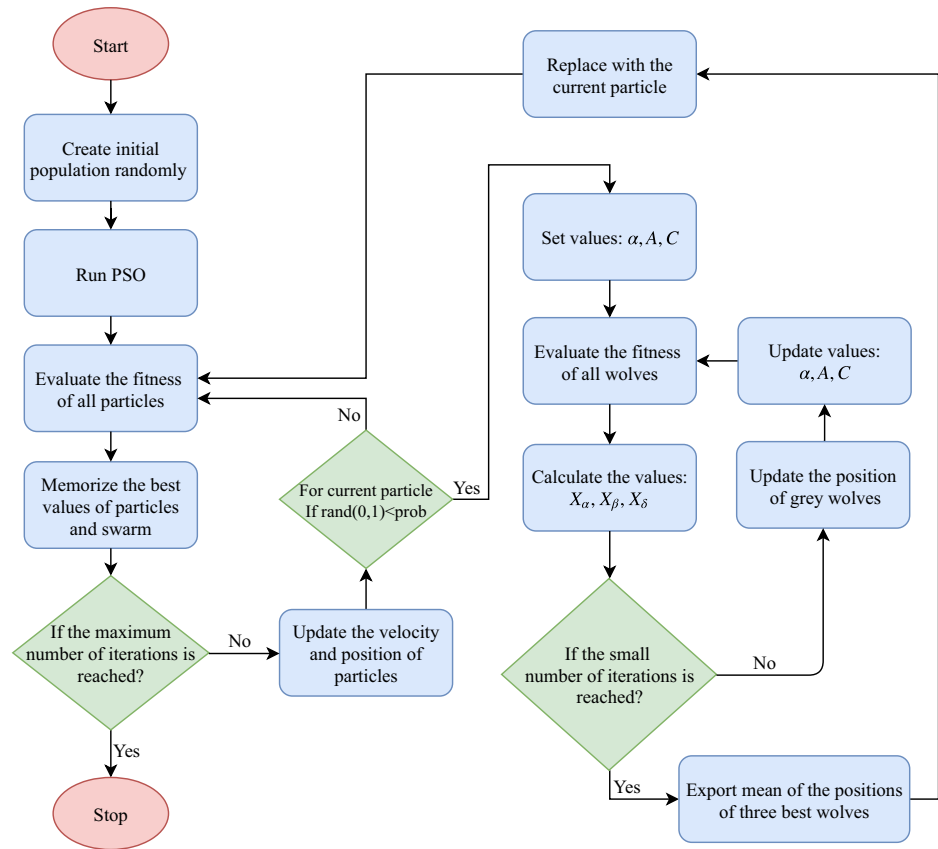 Start
Create initial
population randomly
Run PSO
Evaluate the fitness
of all particles
Memorize the best
values of particles
and swarm
If the maximum
number of iterations is
reached?
Yes
Stop
No
Update the velocity
and position of
particles
For current particle
If rand(0,1)<prob
No
Yes
Replace with the
current particle
Set values: α, A, C
Evaluate the fitness
of all wolves
Calculate the values:
Xα, Xβ, Xδ
If the small
number of iterations is
reached?
No
Update the position
of grey wolves
Update values:
α, A, C
Yes
Export mean of the positions
of three best wolves